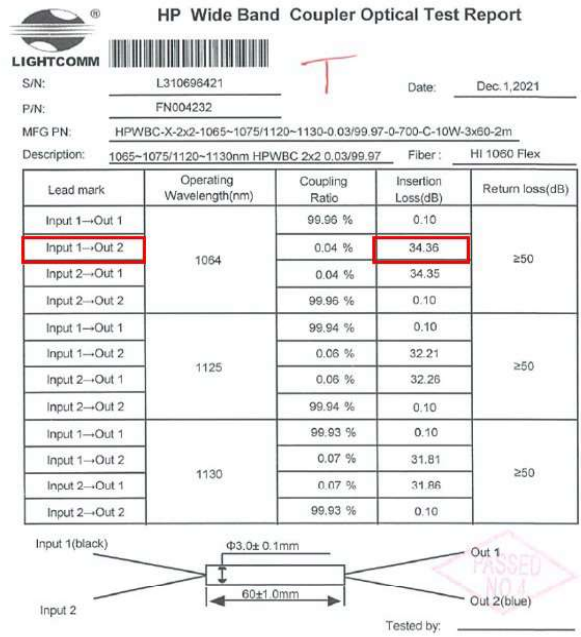 HP Wide Band Coupler Optical Test Report
®
LIGHTCOMM
T
S/N: L310696421
Date: Dec.1,2021
P/N: FN004232
MFG PN: HPWBC-X-2x2-1065~1075/1120~1130-0.03/99.97-0-700-C-10W-3x60-2m
Description: 1065~1075/1120~1130nm HPWBC 2x2 0.03/99.97 Fiber : HI 1060 Flex
Lead mark Operating Wavelength(nm) Coupling Ratio Insertion Loss(dB) Return loss(dB)
Input 1→Out 1 1064 99.96 % 0.10 ≥50
Input 1→Out 2 0.04 % 34.36
Input 2→Out 1 0.04 % 34.35
Input 2→Out 2 99.96 % 0.10
Input 1→Out 1 1125 99.94 % 0.10 ≥50
Input 1→Out 2 0.06 % 32.21
Input 2→Out 1 0.06 % 32.26
Input 2→Out 2 99.94 % 0.10
Input 1→Out 1 1130 99.93 % 0.10 ≥50
Input 1→Out 2 0.07 % 31.81
Input 2→Out 1 0.07 % 31.86
Input 2→Out 2 99.93 % 0.10
Input 1(black) Φ3.0± 0.1mm Out 1
PASSED
NO.4
60±1.0mm
Input 2 Out 2(blue)
Tested by: